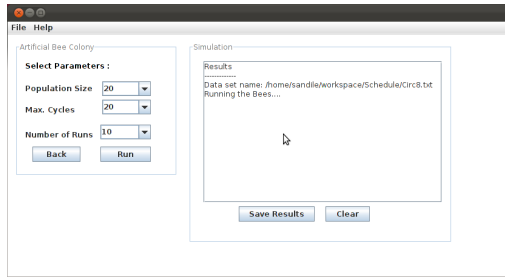 File Help
Artificial Bee Colony
Select Parameters :
Population Size 20
Max. Cycles 20
Number of Runs 10
Back Run
Simulation
Results
-------------
Data set name: /home/sandile/workspace/Schedule/Circ8.txt
Running the Bees....
Save Results Clear